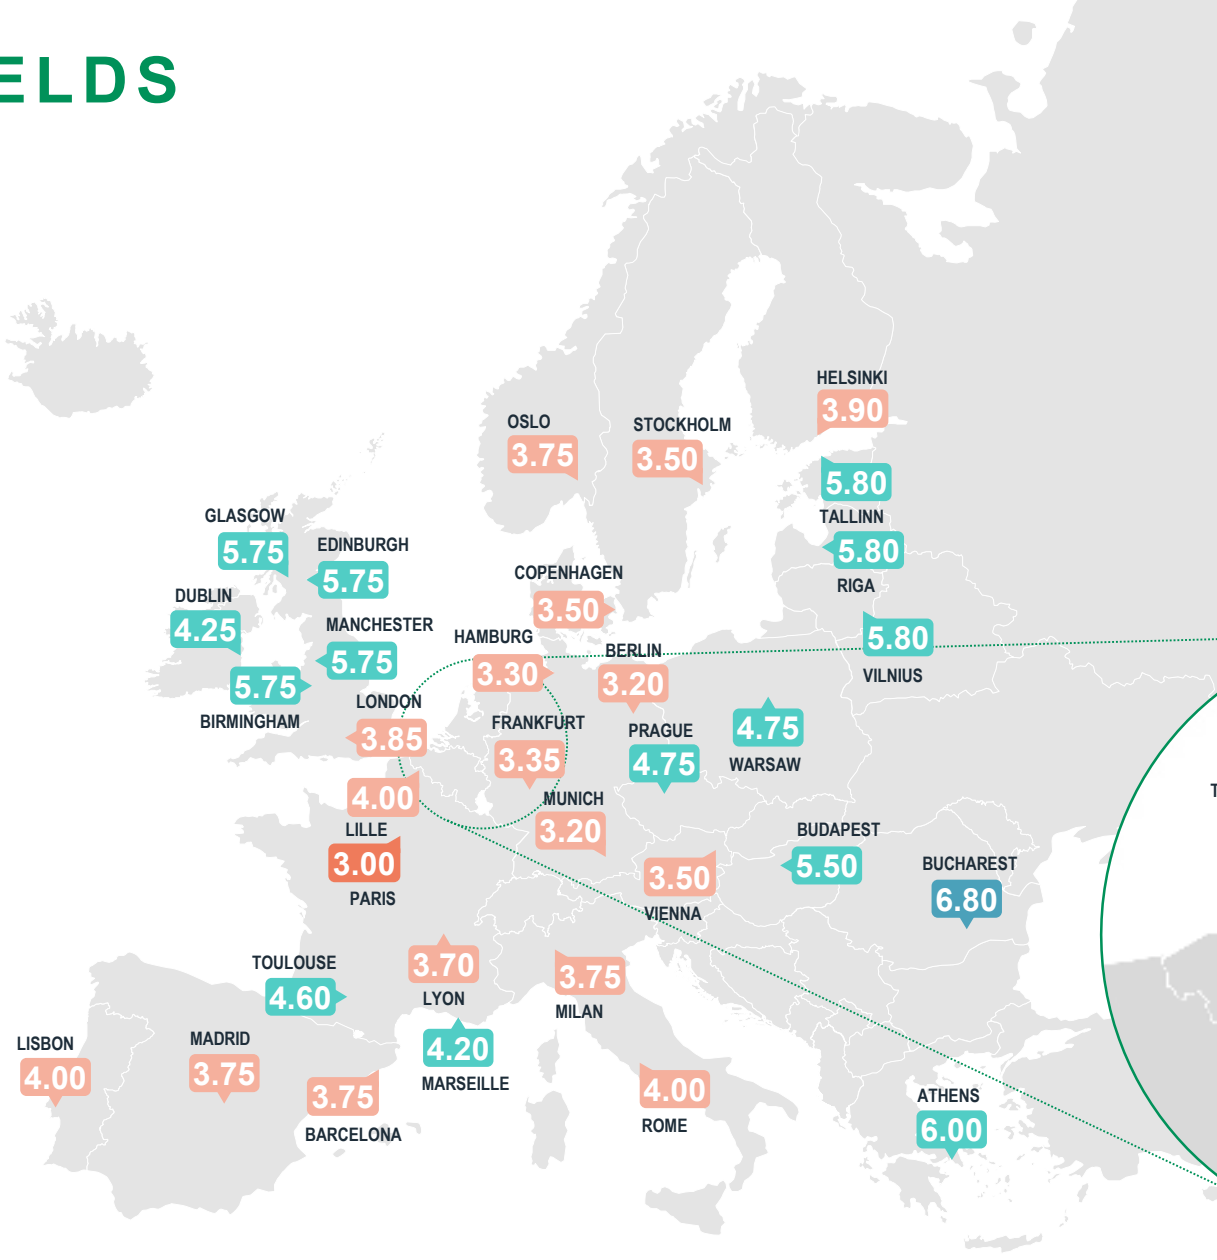 ELDS
HELSINKI
3.90
OSLO
3.75
STOCKHOLM
3.50
5.80
TALLINN
5.80
RIGA
GLASGOW
5.75
EDINBURGH
5.75
COPENHAGEN
3.50
DUBLIN
4.25
MANCHESTER
5.75
5.80
VILNIUS
HAMBURG
3.30
BERLIN
3.20
5.75
BIRMINGHAM
LONDON
3.85
FRANKFURT
3.35
PRAGUE
4.75
4.75
WARSAW
4.00
LILLE
MUNICH
3.20
3.00
PARIS
BUDAPEST
5.50
BUCHAREST
6.80
3.50
VIENNA
TOULOUSE
4.60
3.70
LYON
3.75
MILAN
LISBON
4.00
MADRID
3.75
4.20
MARSEILLE
3.75
BARCELONA
4.00
ROME
ATHENS
6.00
T